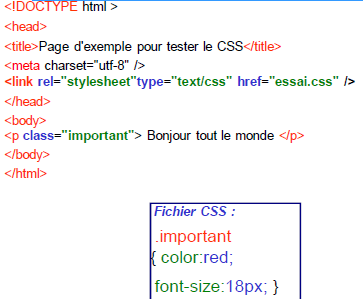 <!DOCTYPE html >
<head>
<title>Page d'exemple pour tester le CSS</title>
<meta charset="utf-8" />
<link rel="stylesheet"type="text/css" href="essai.css" />
</head>
<body>
<p class="important"> Bonjour tout le monde </p>
</body>
</html>
Fichier CSS :
.important
{ color:red;
font-size:18px; }